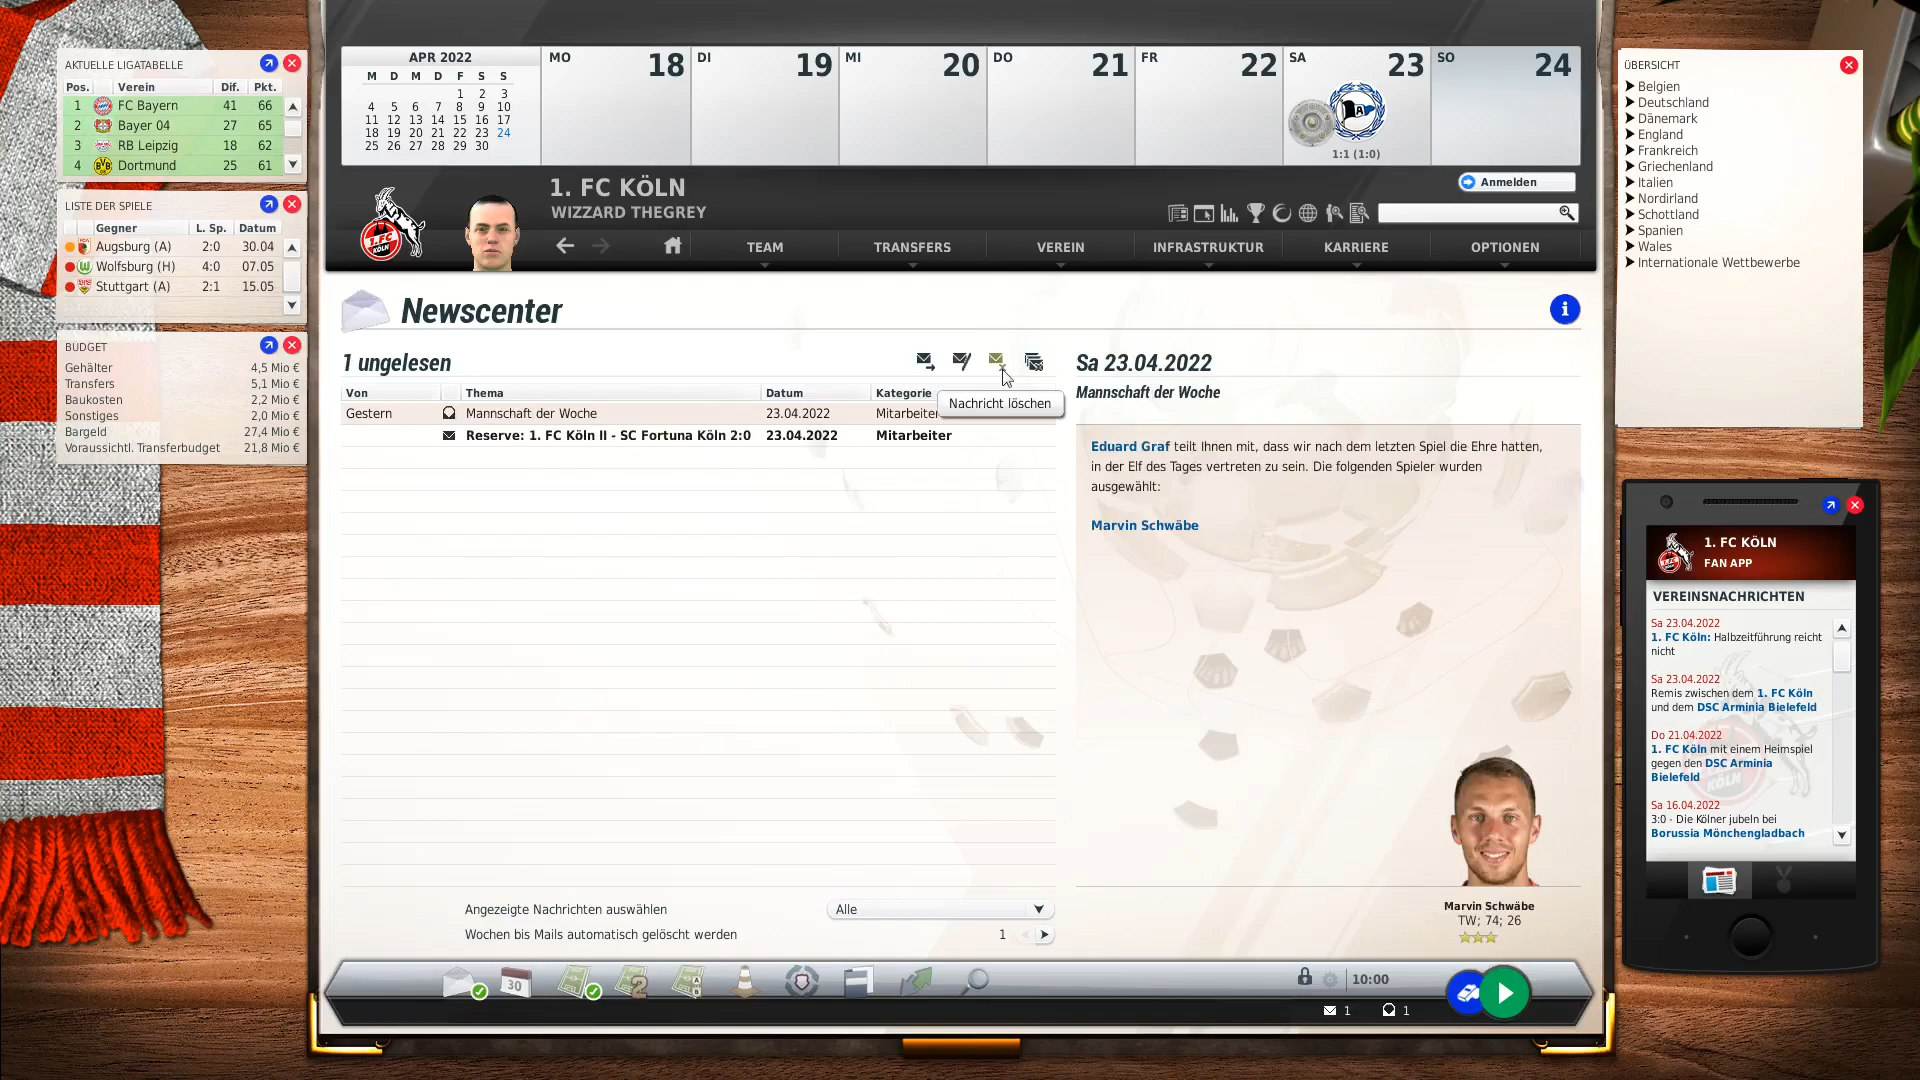 AKTUELLE LIGATABELLE
Pos. Verein Dif. Pkt.
1 FC Bayern 41 66
2 Bayer 04 27 65
3 RB Leipzig 18 62
4 Dortmund 25 61
LISTE DER SPIELE
Gegner L. Sp. Datum
Augsburg (A) 2:0 30.04
Wolfsburg (H) 4:0 07.05
Stuttgart (A) 2:1 15.05
BUDGET
Gehälter 4,5 Mio €
Transfers 5,1 Mio €
Baukosten 2,2 Mio €
Sonstiges 2,0 Mio €
Bargeld 27,4 Mio €
Voraussichtl. Transferbudget 21,8 Mio €
APR 2022
M D M D F S S
1 2 3
4 5 6 7 8 9 10
11 12 13 14 15 16 17
18 19 20 21 22 23 24
25 26 27 28 29 30
MO 18 DI 19 MI 20 DO 21 FR 22 SA 23 SO 24
1:1 (1:0)
1. FC KÖLN
WIZZARD THEGREY
Anmelden
TEAM TRANSFERS VEREIN INFRASTRUKTUR KARRIERE OPTIONEN
Newscenter
1 ungelesen
Von Thema Datum Kategorie
Nachricht löschen
Gestern Mannschaft der Woche 23.04.2022 Mitarbeiter
Reserve: 1. FC Köln II - SC Fortuna Köln 2:0 23.04.2022 Mitarbeiter
Angezeigte Nachrichten auswählen Alle
Wochen bis Mails automatisch gelöscht werden 1
Sa 23.04.2022
Mannschaft der Woche
Eduard Graf teilt Ihnen mit, dass wir nach dem letzten Spiel die Ehre hatten,
in der Elf des Tages vertreten zu sein. Die folgenden Spieler wurden
ausgewählt:
Marvin Schwäbe
Marvin Schwäbe
TW; 74; 26
30
2
10:00
1 1
ÜBERSICHT
Belgien
Deutschland
Dänemark
England
Frankreich
Griechenland
Italien
Nordirland
Schottland
Spanien
Wales
Internationale Wettbewerbe
1. FC KÖLN
FAN APP
VEREINSNACHRICHTEN
Sa 23.04.2022
1. FC Köln: Halbzeitführung reicht
nicht
Sa 23.04.2022
Remis zwischen dem 1. FC Köln
und dem DSC Arminia Bielefeld
Do 21.04.2022
1. FC Köln mit einem Heimspiel
gegen den DSC Arminia
Bielefeld
Sa 16.04.2022
3:0 - Die Kölner jubeln bei
Borussia Mönchengladbach